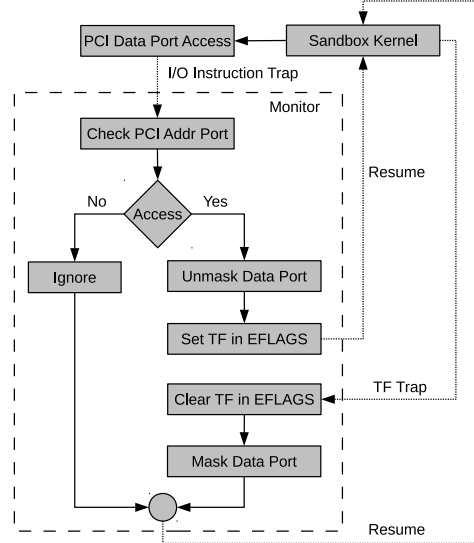 PCI Data Port Access
Sandbox Kernel
I/O Instruction Trap
Monitor
Check PCI Addr Port
Resume
No
Yes
Access
Ignore
Unmask Data Port
Set TF in EFLAGS
TF Trap
Clear TF in EFLAGS
Mask Data Port
Resume